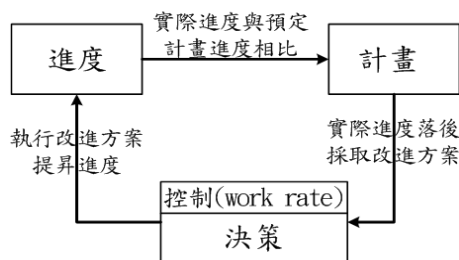 實際進度與預定
計畫進度相比
進度
計畫
執行改進方案
提昇進度
實際進度落後
採取改進方案
控制(work rate)
決策